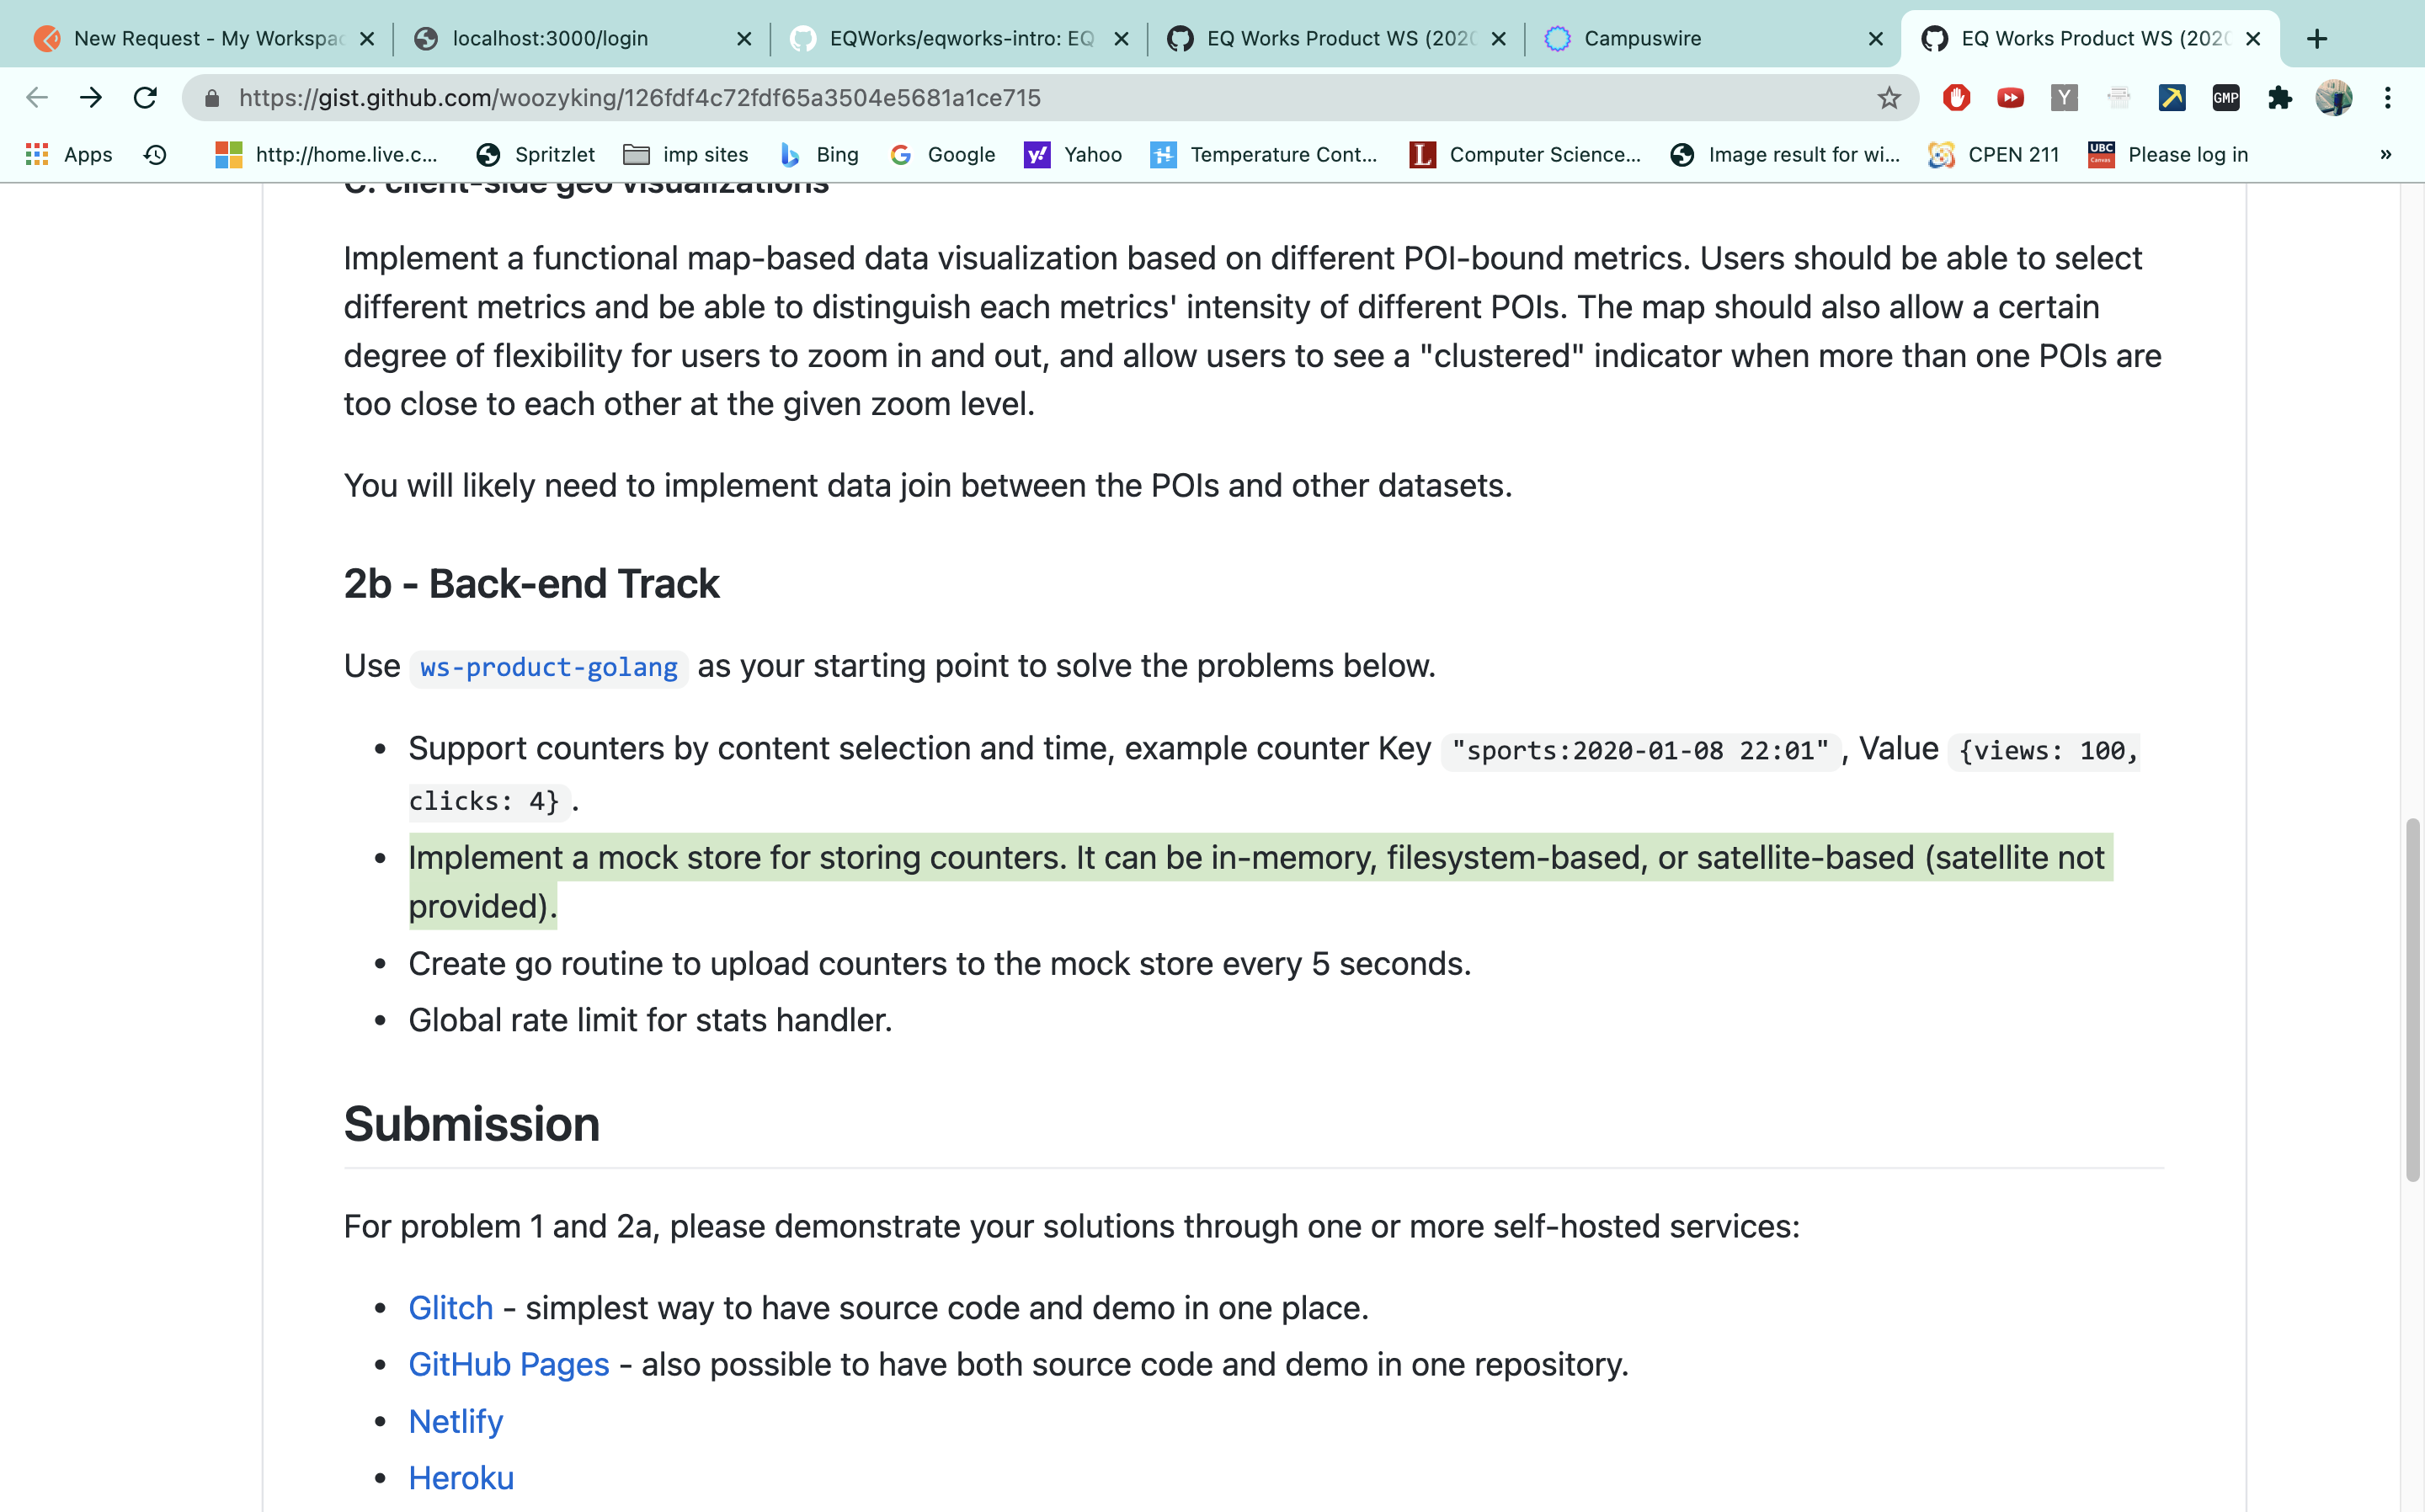 New Request - My Workspac
localhost:3000/login
EQWorks/eqworks-intro: EQ
EQ Works Product WS (2020
Campuswire
EQ Works Product WS (2020
https://gist.github.com/woozyking/126fdf4c72fdf65a3504e5681a1ce715
Y
GMP
Apps
http://home.live.c...
Spritzlet
imp sites
Bing
Google
y!
Yahoo
Temperature Cont...
L
Computer Science...
Image result for wi...
CPEN 211
UBC
Canvas
Please log in
»
C: client-side geo visualizations
Implement a functional map-based data visualization based on different POI-bound metrics. Users should be able to select
different metrics and be able to distinguish each metrics' intensity of different POIs. The map should also allow a certain
degree of flexibility for users to zoom in and out, and allow users to see a "clustered" indicator when more than one POIs are
too close to each other at the given zoom level.
You will likely need to implement data join between the POIs and other datasets.
2b - Back-end Track
Use ws-product-golang as your starting point to solve the problems below.
• Support counters by content selection and time, example counter Key "sports:2020-01-08 22:01", Value {views: 100,
clicks: 4}.
• Implement a mock store for storing counters. It can be in-memory, filesystem-based, or satellite-based (satellite not
provided).
• Create go routine to upload counters to the mock store every 5 seconds.
• Global rate limit for stats handler.
Submission
For problem 1 and 2a, please demonstrate your solutions through one or more self-hosted services:
• Glitch - simplest way to have source code and demo in one place.
• GitHub Pages - also possible to have both source code and demo in one repository.
• Netlify
• Heroku